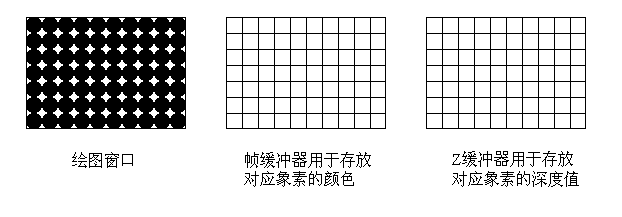 绘图窗口
帧缓冲器用于存放
对应象素的颜色
Z缓冲器用于存放
对应象素的深度值